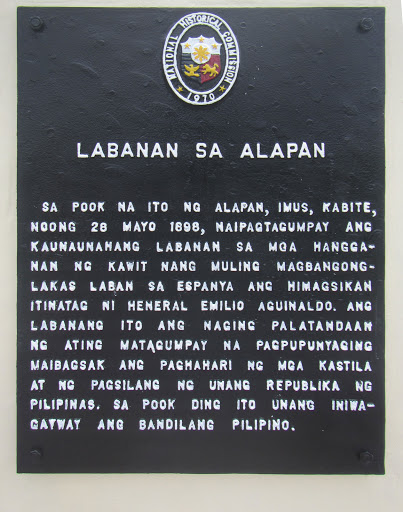 NATIONAL HISTORICAL COMMISSION
1970
LABANAN SA ALAPAN
SA POOK NA ITO NG ALAPAN, IMUS, KABITE,
NOONG 28 MAYO 1898, NAIPAGTAGUMPAY ANG
KAUNAUNAHANG LABANAN SA MGA HANGGA-
NAN NG KAWIT NANG MULING MAGBANGONG-
LAKAS LABAN SA ESPANYA ANG HIMAGSIKAN
ITINATAG NI HENERAL EMILIO AGUINALDO. ANG
LABANANG ITO ANG NAGING PALATANDAAN
NG ATING MATAGUMPAY NA PAGPUPUNYAGING
MAIBAGSAK ANG PAGHAHARI NG MGA KASTILA
AT NG PAGSILANG NG UNANG REPUBLIKA NG
PILIPINAS. SA POOK DING ITO UNANG INIWA-
GAYWAY ANG BANDILANG PILIPINO.